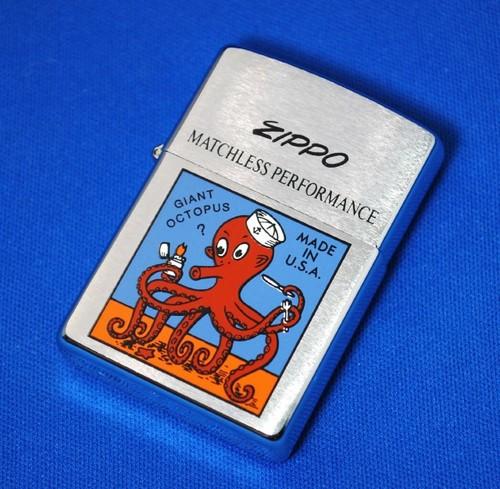 ZIPPO
MATCHLESS PERFORMANCE
GIANT
OCTOPUS
?
MADE
IN
U.S.A.